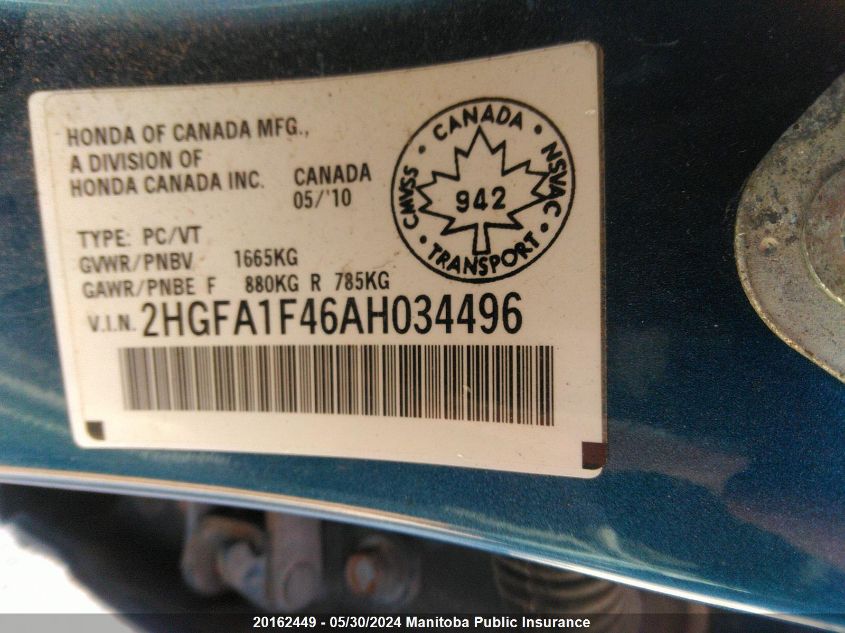 HONDA OF CANADA MFG.,
A DIVISION OF
HONDA CANADA INC. CANADA
05/'10
TYPE: PC/VT
GVWR/PNBV 1665KG
GAWR/PNBE F 880KG R 785KG
V.I.N. 2HGFA1F46AH034496
• CANADA •
CMVSS
942
NSVAC
• TRANSPORT •
20162449 - 05/30/2024 Manitoba Public Insurance